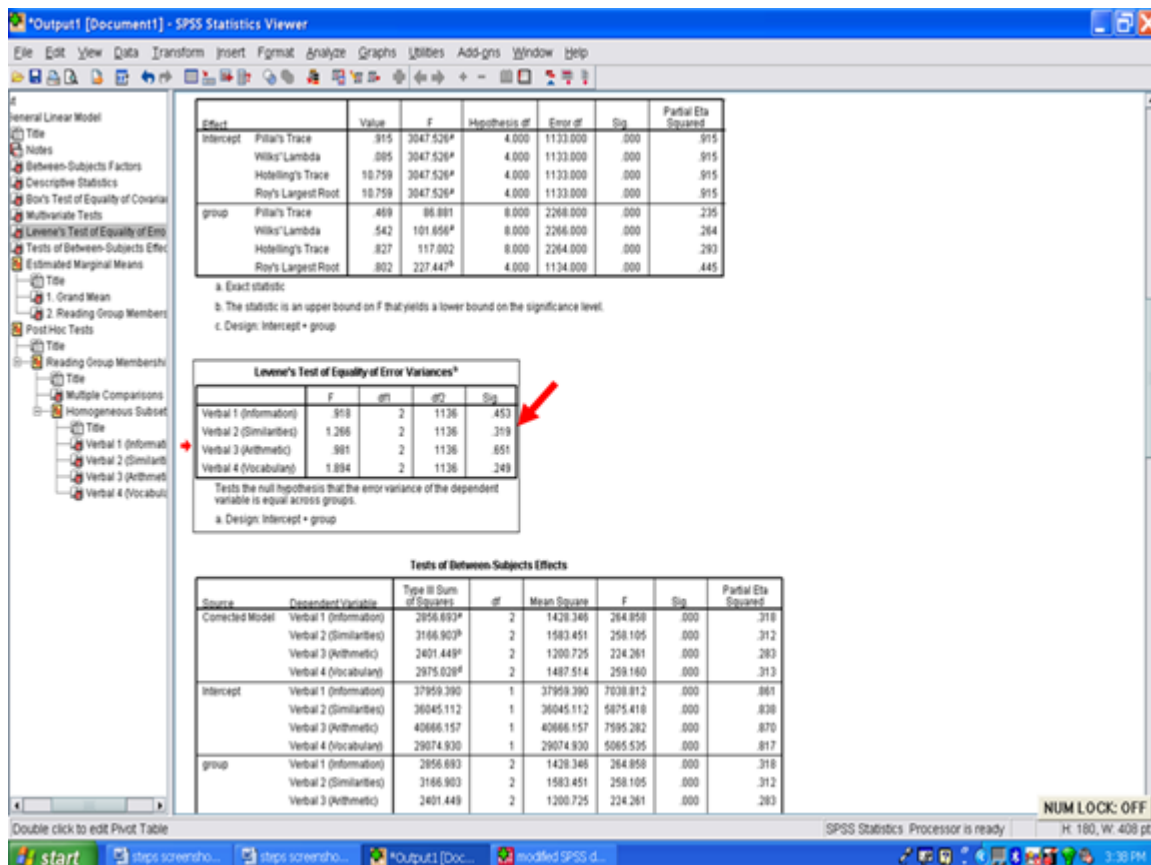 *Output1 [Document1] - SPSS Statistics Viewer
File Edit View Data Transform Insert Format Analyze Graphs Utilities Add-ons Window Help
General Linear Model
Title
Notes
Between-Subjects Factors
Descriptive Statistics
Box's Test of Equality of Covarian
Multivariate Tests
Levene's Test of Equality of Erro
Tests of Between-Subjects Effec
Estimated Marginal Means
Title
1. Grand Mean
2. Reading Group Members
Post Hoc Tests
Title
Reading Group Membershi
Title
Multiple Comparisons
Homogeneous Subset
Title
Verbal 1 (Informati
Verbal 2 (Similariti
Verbal 3 (Arithmeti
Verbal 4 (Vocabula
Effect Value F Hypothesis df Error df Sig. Partial Eta Squared
Intercept Pillai's Trace .915 3047.526a 4.000 1133.000 .000 .915
Wilks' Lambda .085 3047.526a 4.000 1133.000 .000 .915
Hotelling's Trace 10.759 3047.526a 4.000 1133.000 .000 .915
Roy's Largest Root 10.759 3047.526a 4.000 1133.000 .000 .915
group Pillai's Trace .469 86.881 8.000 2268.000 .000 .235
Wilks' Lambda .542 101.656a 8.000 2266.000 .000 .264
Hotelling's Trace .827 117.002 8.000 2264.000 .000 .293
Roy's Largest Root .802 227.447b 4.000 1134.000 .000 .445
a. Exact statistic
b. The statistic is an upper bound on F that yields a lower bound on the significance level.
c. Design: Intercept + group
Levene's Test of Equality of Error Variances
F df1 df2 Sig.
Verbal 1 (Information) .918 2 1136 .453
Verbal 2 (Similarities) 1.266 2 1136 .319
Verbal 3 (Arithmetic) .981 2 1136 .651
Verbal 4 (Vocabulary) 1.894 2 1136 .249
Tests the null hypothesis that the error variance of the dependent
variable is equal across groups.
a. Design: Intercept + group
Tests of Between-Subjects Effects
Source Dependent Variable Type III Sum of Squares df Mean Square F Sig. Partial Eta Squared
Corrected Model Verbal 1 (Information) 2856.693a 2 1428.346 264.858 .000 .318
Verbal 2 (Similarities) 3166.903b 2 1583.451 258.105 .000 .312
Verbal 3 (Arithmetic) 2401.449c 2 1200.725 224.261 .000 .283
Verbal 4 (Vocabulary) 2975.028d 2 1487.514 259.160 .000 .313
Intercept Verbal 1 (Information) 37959.390 1 37959.390 7038.812 .000 .861
Verbal 2 (Similarities) 36045.112 1 36045.112 5875.418 .000 .838
Verbal 3 (Arithmetic) 40666.157 1 40666.157 7595.282 .000 .870
Verbal 4 (Vocabulary) 29074.930 1 29074.930 5065.535 .000 .817
group Verbal 1 (Information) 2856.693 2 1428.346 264.858 .000 .318
Verbal 2 (Similarities) 3166.903 2 1583.451 258.105 .000 .312
Verbal 3 (Arithmetic) 2401.449 2 1200.725 224.261 .000 .283
NUM LOCK: OFF
Double click to edit Pivot Table SPSS Statistics Processor is ready H: 180, W: 408 pt
start steps screensho... steps screensho... *Output1 [Doc... modified SPSS d... 3:38 PM